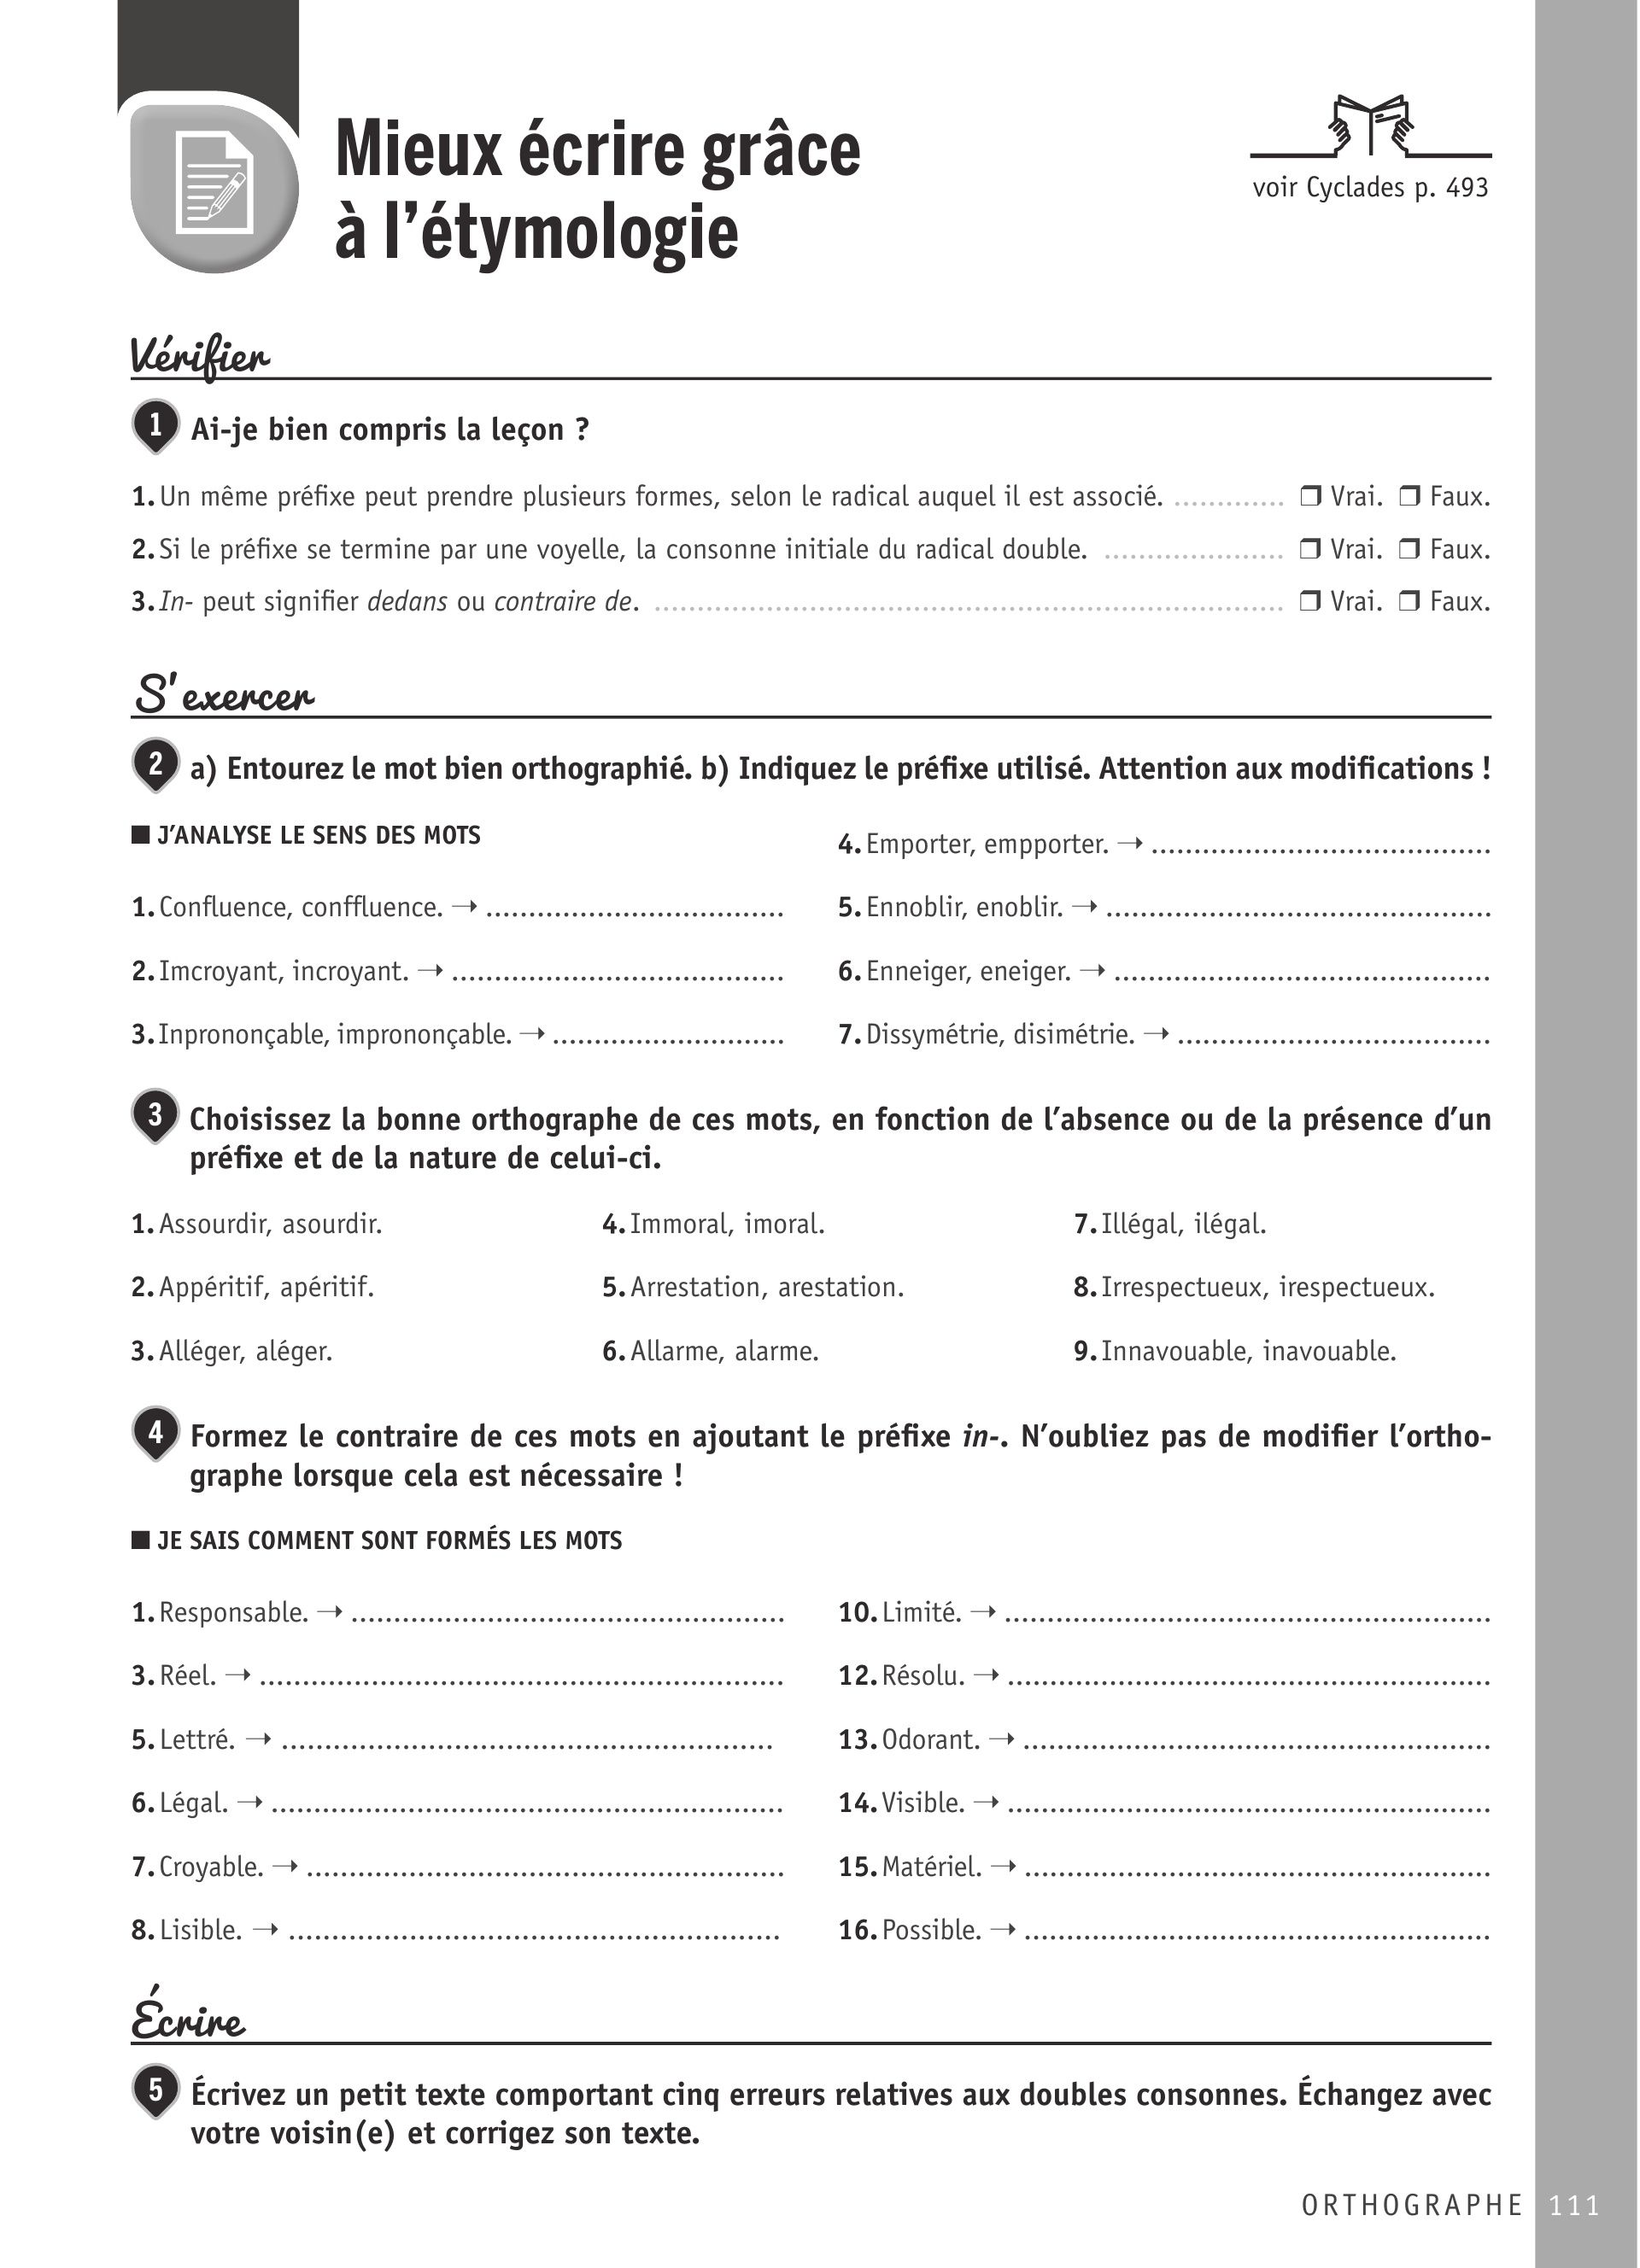 Mieux écrire grâce
à l’étymologie
voir Cyclades p. 493
Vérifier
1 Ai-je bien compris la leçon ?
1. Un même préfixe peut prendre plusieurs formes, selon le radical auquel il est associé. ............. ❒ Vrai. ❒ Faux.
2. Si le préfixe se termine par une voyelle, la consonne initiale du radical double. ..................... ❒ Vrai. ❒ Faux.
3. In- peut signifier dedans ou contraire de. .......................................................................... ❒ Vrai. ❒ Faux.
S’exercer
2 a) Entourez le mot bien orthographié. b) Indiquez le préfixe utilisé. Attention aux modifications !
■ J’ANALYSE LE SENS DES MOTS
1. Confluence, conffluence. → ...................................
2. Imcroyant, incroyant. → .......................................
3. Inprononçable, imprononçable. → ...........................
4. Emporter, empporter. → ........................................
5. Ennoblir, enoblir. → .............................................
6. Enneiger, eneiger. → ............................................
7. Dissymétrie, disimétrie. → .....................................
3 Choisissez la bonne orthographe de ces mots, en fonction de l’absence ou de la présence d’un
préfixe et de la nature de celui-ci.
1. Assourdir, asourdir.
2. Appéritif, apéritif.
3. Alléger, aléger.
4. Immoral, imoral.
5. Arrestation, arestation.
6. Allarme, alarme.
7. Illégal, ilégal.
8. Irrespectueux, irespectueux.
9. Innavouable, inavouable.
4 Formez le contraire de ces mots en ajoutant le préfixe in-. N’oubliez pas de modifier l’ortho-
graphe lorsque cela est nécessaire !
■ JE SAIS COMMENT SONT FORMÉS LES MOTS
1. Responsable. → ...................................................
3. Réel. → ..............................................................
5. Lettré. → ..........................................................
6. Légal. → ............................................................
7. Croyable. → ........................................................
8. Lisible. → ..........................................................
10. Limité. → .........................................................
12. Résolu. → .........................................................
13. Odorant. → .......................................................
14. Visible. → .........................................................
15. Matériel. → .......................................................
16. Possible. → .......................................................
Écrire
5 Écrivez un petit texte comportant cinq erreurs relatives aux doubles consonnes. Échangez avec
votre voisin(e) et corrigez son texte.
ORTHOGRAPHE 111